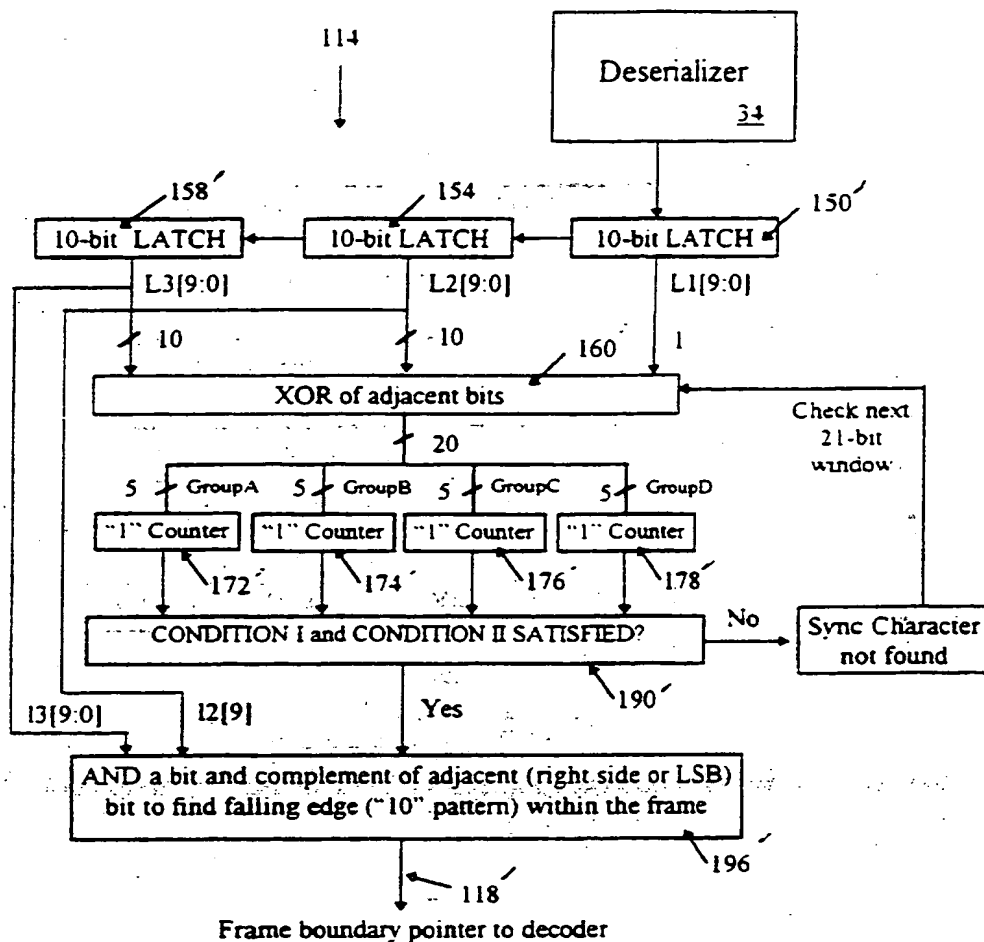 114
Deserializer
34
158'
154
150'
10-bit LATCH
10-bit LATCH
10-bit LATCH
L3[9:0]
L2[9:0]
L1[9:0]
10
10
1
160'
XOR of adjacent bits
Check next
21-bit
window
20
5 GroupA
5 GroupB
5 GroupC
5 GroupD
"1" Counter
"1" Counter
"1" Counter
"1" Counter
172'
174'
176'
178'
CONDITION I and CONDITION II SATISFIED?
No
Sync Character
not found
190'
Yes
l3[9:0]
l2[9]
AND a bit and complement of adjacent (right side or LSB)
bit to find falling edge ("10" pattern) within the frame
196'
118'
Frame boundary pointer to decoder